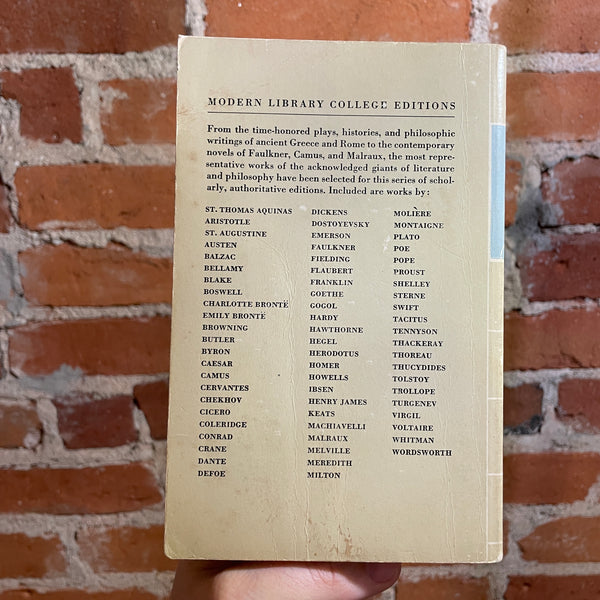 MODERN LIBRARY COLLEGE EDITIONS
From the time-honored plays, histories, and philosophic
writings of ancient Greece and Rome to the contemporary
novels of Faulkner, Camus, and Malraux, the most repre-
sentative works of the acknowledged giants of literature
and philosophy have been selected for this series of schol-
arly, authoritative editions. Included are works by:
ST. THOMAS AQUINAS
ARISTOTLE
ST. AUGUSTINE
AUSTEN
BALZAC
BELLAMY
BLAKE
BOSWELL
CHARLOTTE BRONTË
EMILY BRONTË
BROWNING
BUTLER
BYRON
CAESAR
CAMUS
CERVANTES
CHEKHOV
CICERO
COLERIDGE
CONRAD
CRANE
DANTE
DEFOE
DICKENS
DOSTOYEVSKY
EMERSON
FAULKNER
FIELDING
FLAUBERT
FRANKLIN
GOETHE
GOGOL
HARDY
HAWTHORNE
HEGEL
HERODOTUS
HOMER
HOWELLS
IBSEN
HENRY JAMES
KEATS
MACHIAVELLI
MALRAUX
MELVILLE
MEREDITH
MILTON
MOLIÈRE
MONTAIGNE
PLATO
POE
POPE
PROUST
SHELLEY
STERNE
SWIFT
TACITUS
TENNYSON
THACKERAY
THOREAU
THUCYDIDES
TOLSTOY
TROLLOPE
TURGENEV
VIRGIL
VOLTAIRE
WHITMAN
WORDSWORTH